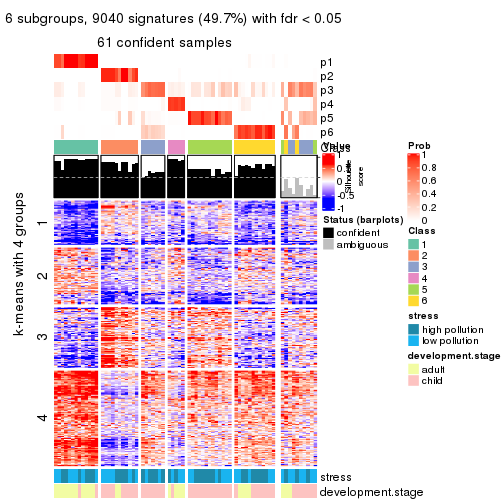 6 subgroups, 9040 signatures (49.7%) with fdr < 0.05
61 confident samples
p1
p2
p3
p4
p5
p6
Class
k-means with 4 groups
1
2
3
4
stress
development.stage
Value
1
0.5
0
-0.5
-1
Silhouette
score
Status (barplots)
confident
ambiguous
Prob
1
0.8
0.6
0.4
0.2
0
Class
1
2
3
4
5
6
stress
high pollution
low pollution
development.stage
adult
child